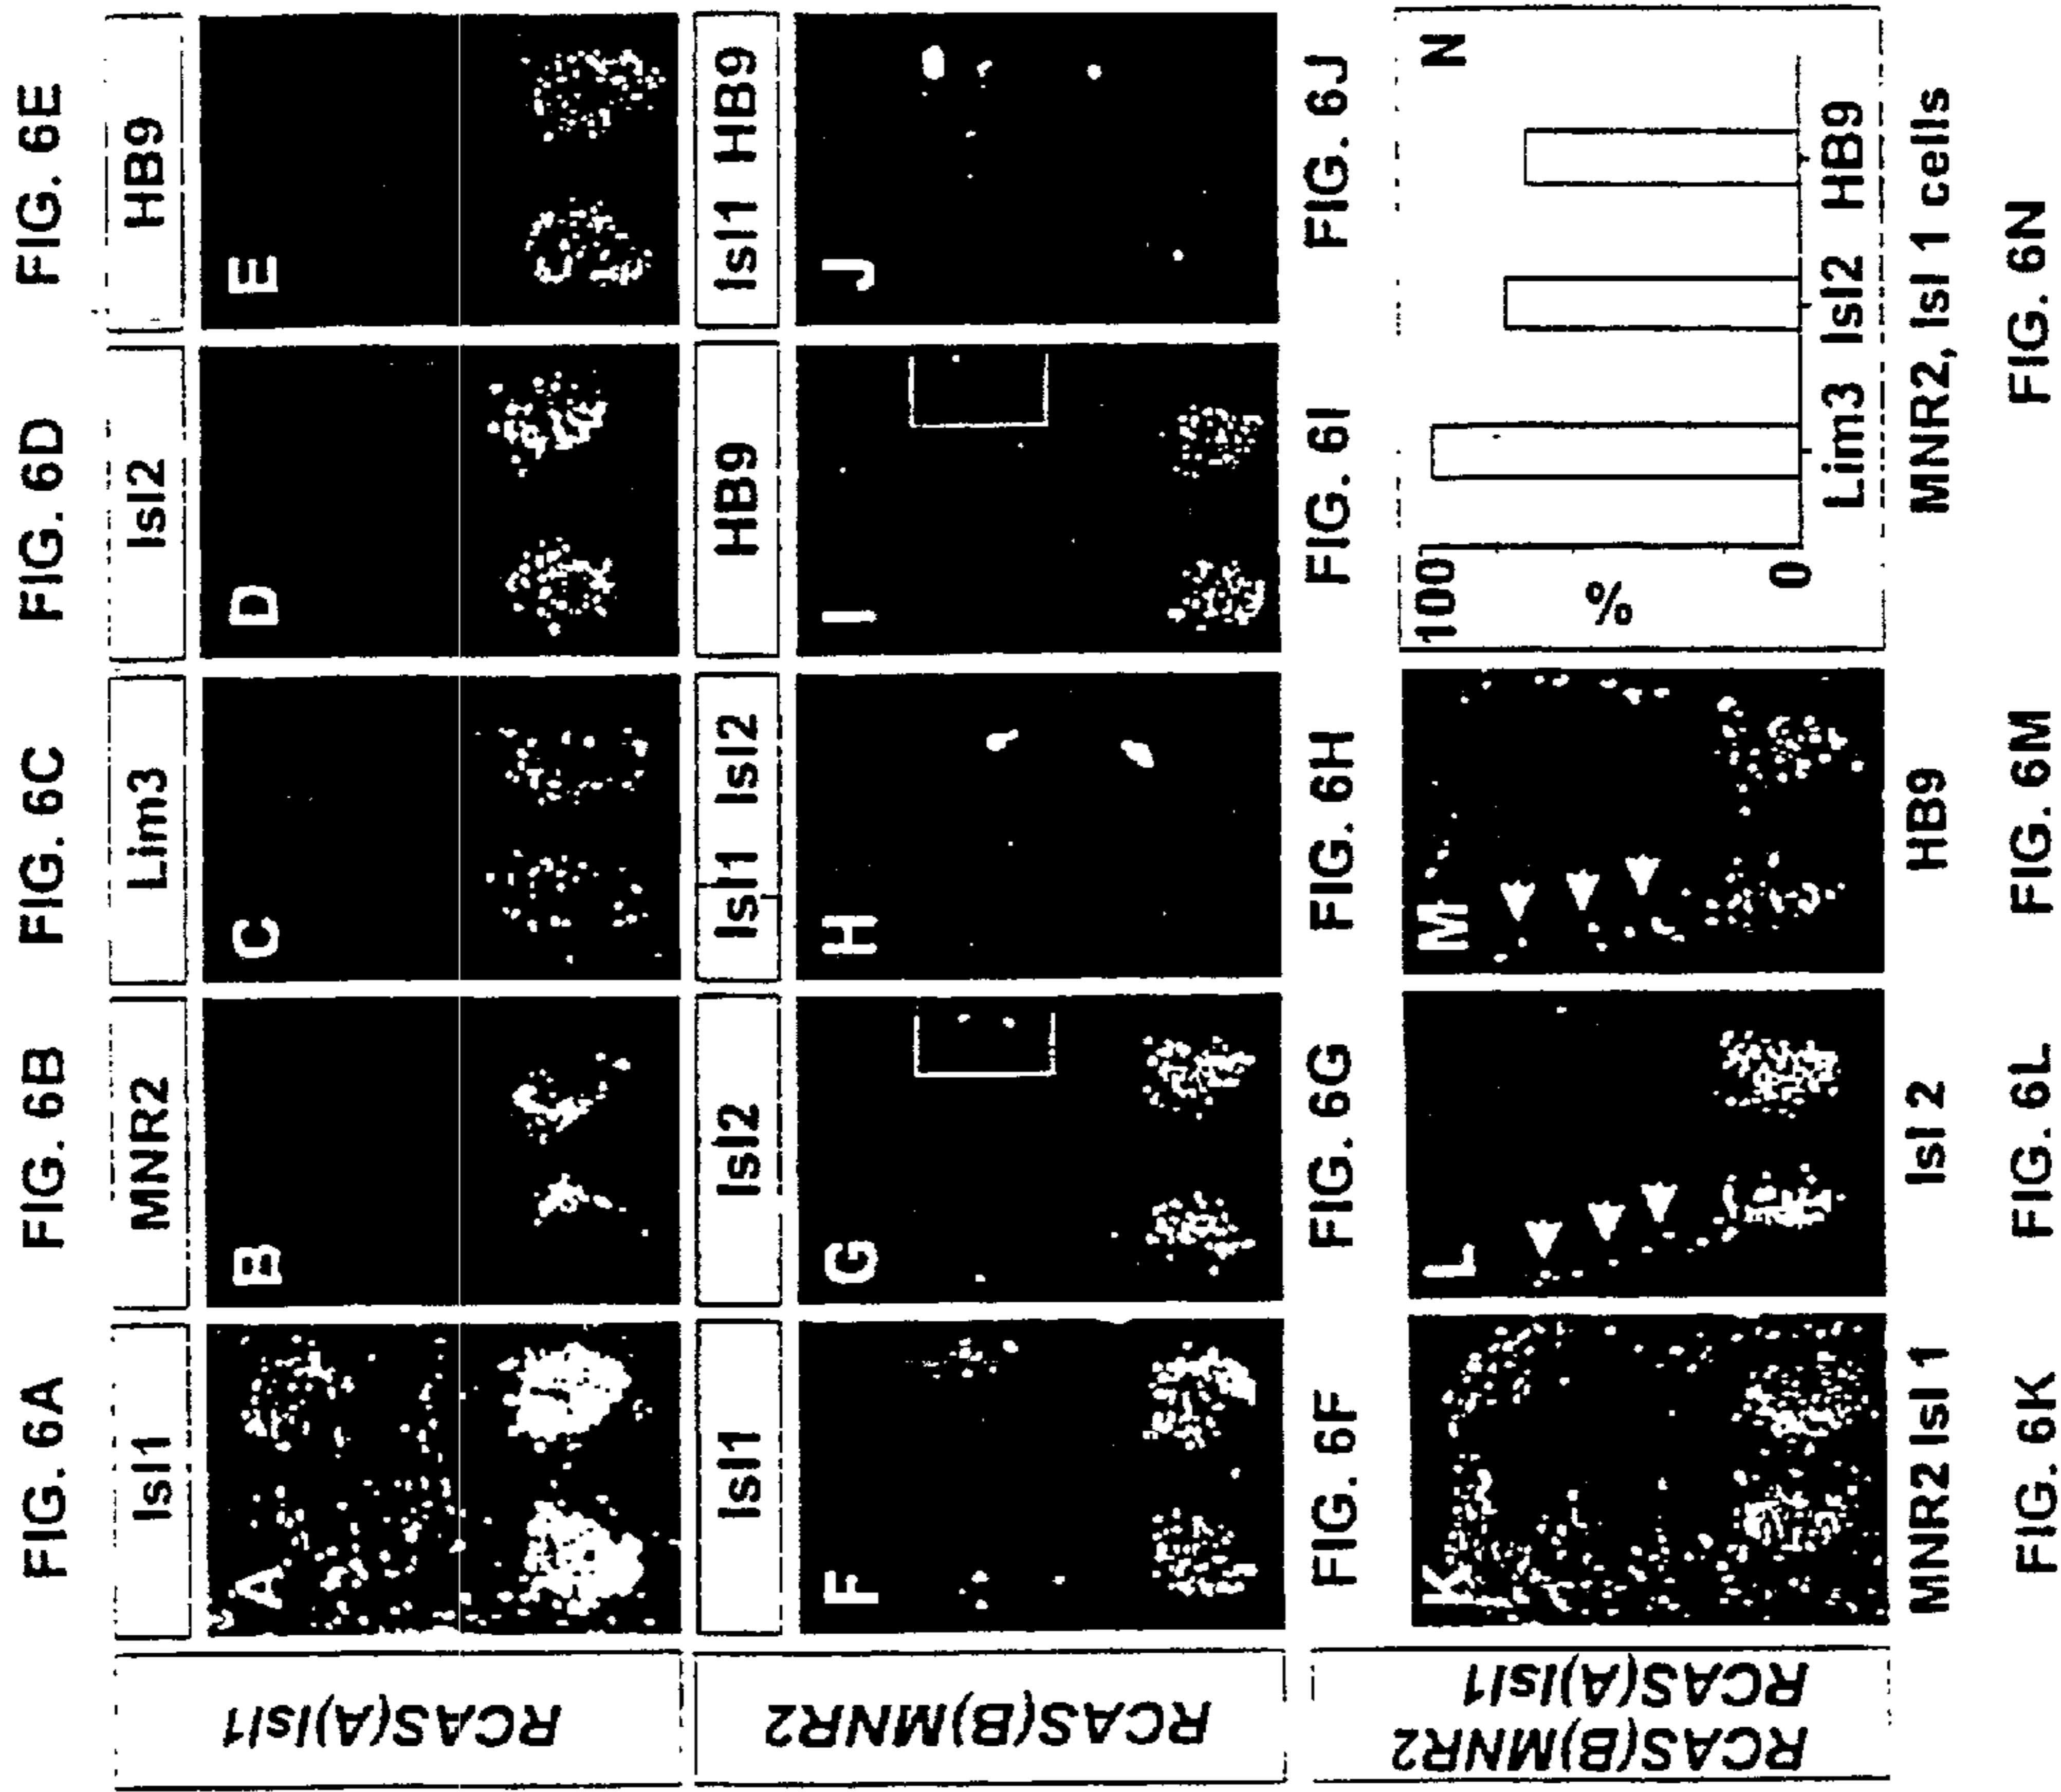 FIG. 6A FIG. 6B FIG. 6C FIG. 6D FIG. 6E
Isl1 MNR2 Lim3 Isl2 HB9
RCAS(A)Isl1
A B C D E
Isl1 Isl2 Isl1 Isl2 HB9 Isl1 HB9
RCAS(B)MNR2
F G H I J
FIG. 6F FIG. 6G FIG. 6H FIG. 6I FIG. 6J
RCAS(B)MNR2
RCAS(A)Isl1
K L M N
100
%
0
Lim3 Isl2 HB9
MNR2 Isl 1 Isl 2 HB9 MNR2, Isl 1 cells
FIG. 6K FIG. 6L FIG. 6M FIG. 6N